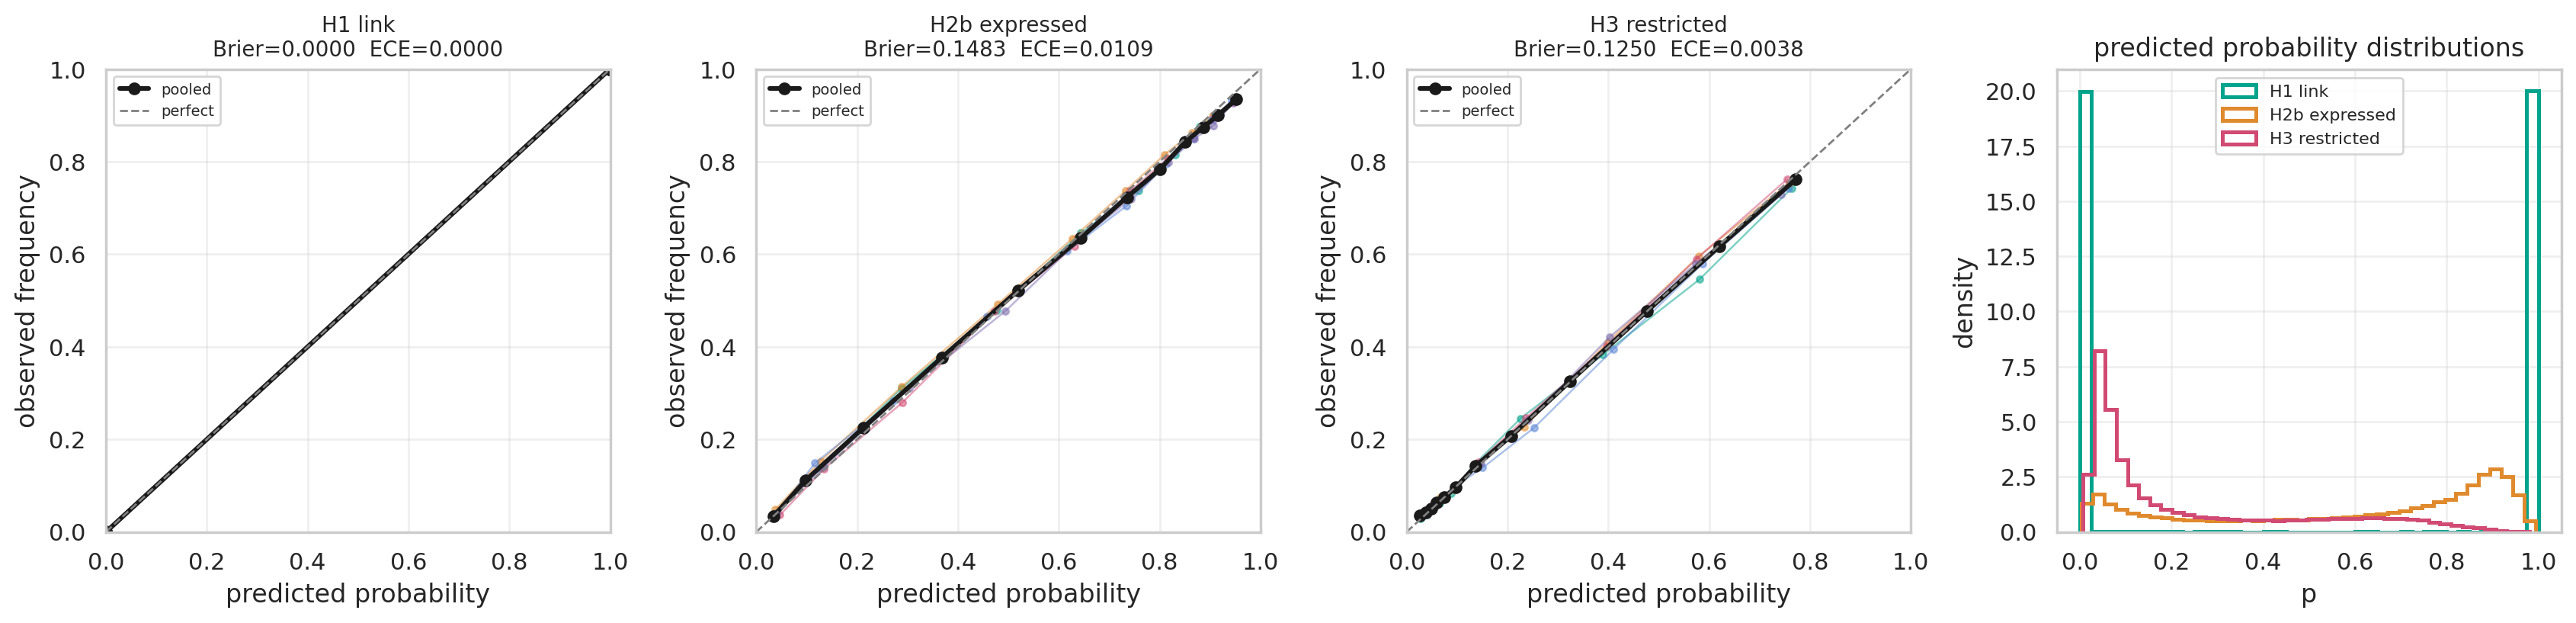 H1 link
Brier=0.0000 ECE=0.0000
1.0
0.8
0.6
0.4
0.2
0.0
observed frequency
pooled
perfect
0.0 0.2 0.4 0.6 0.8 1.0
predicted probability
H2b expressed
Brier=0.1483 ECE=0.0109
1.0
0.8
0.6
0.4
0.2
0.0
observed frequency
pooled
perfect
0.0 0.2 0.4 0.6 0.8 1.0
predicted probability
H3 restricted
Brier=0.1250 ECE=0.0038
1.0
0.8
0.6
0.4
0.2
0.0
observed frequency
pooled
perfect
0.0 0.2 0.4 0.6 0.8 1.0
predicted probability
predicted probability distributions
20.0
17.5
15.0
12.5
10.0
7.5
5.0
2.5
0.0
density
H1 link
H2b expressed
H3 restricted
0.0 0.2 0.4 0.6 0.8 1.0
p